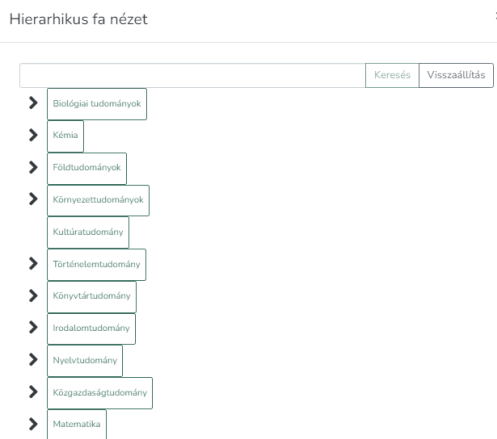 Hierarhikus fa nézet
Keresés Visszaállítás
Biológiai tudományok
Kémia
Földtudományok
Környezettudományok
Kultúratudomány
Történelemtudomány
Könyvtártudomány
Irodalomtudomány
Nyelvtudomány
Közgazdaságtudomány
Matematika